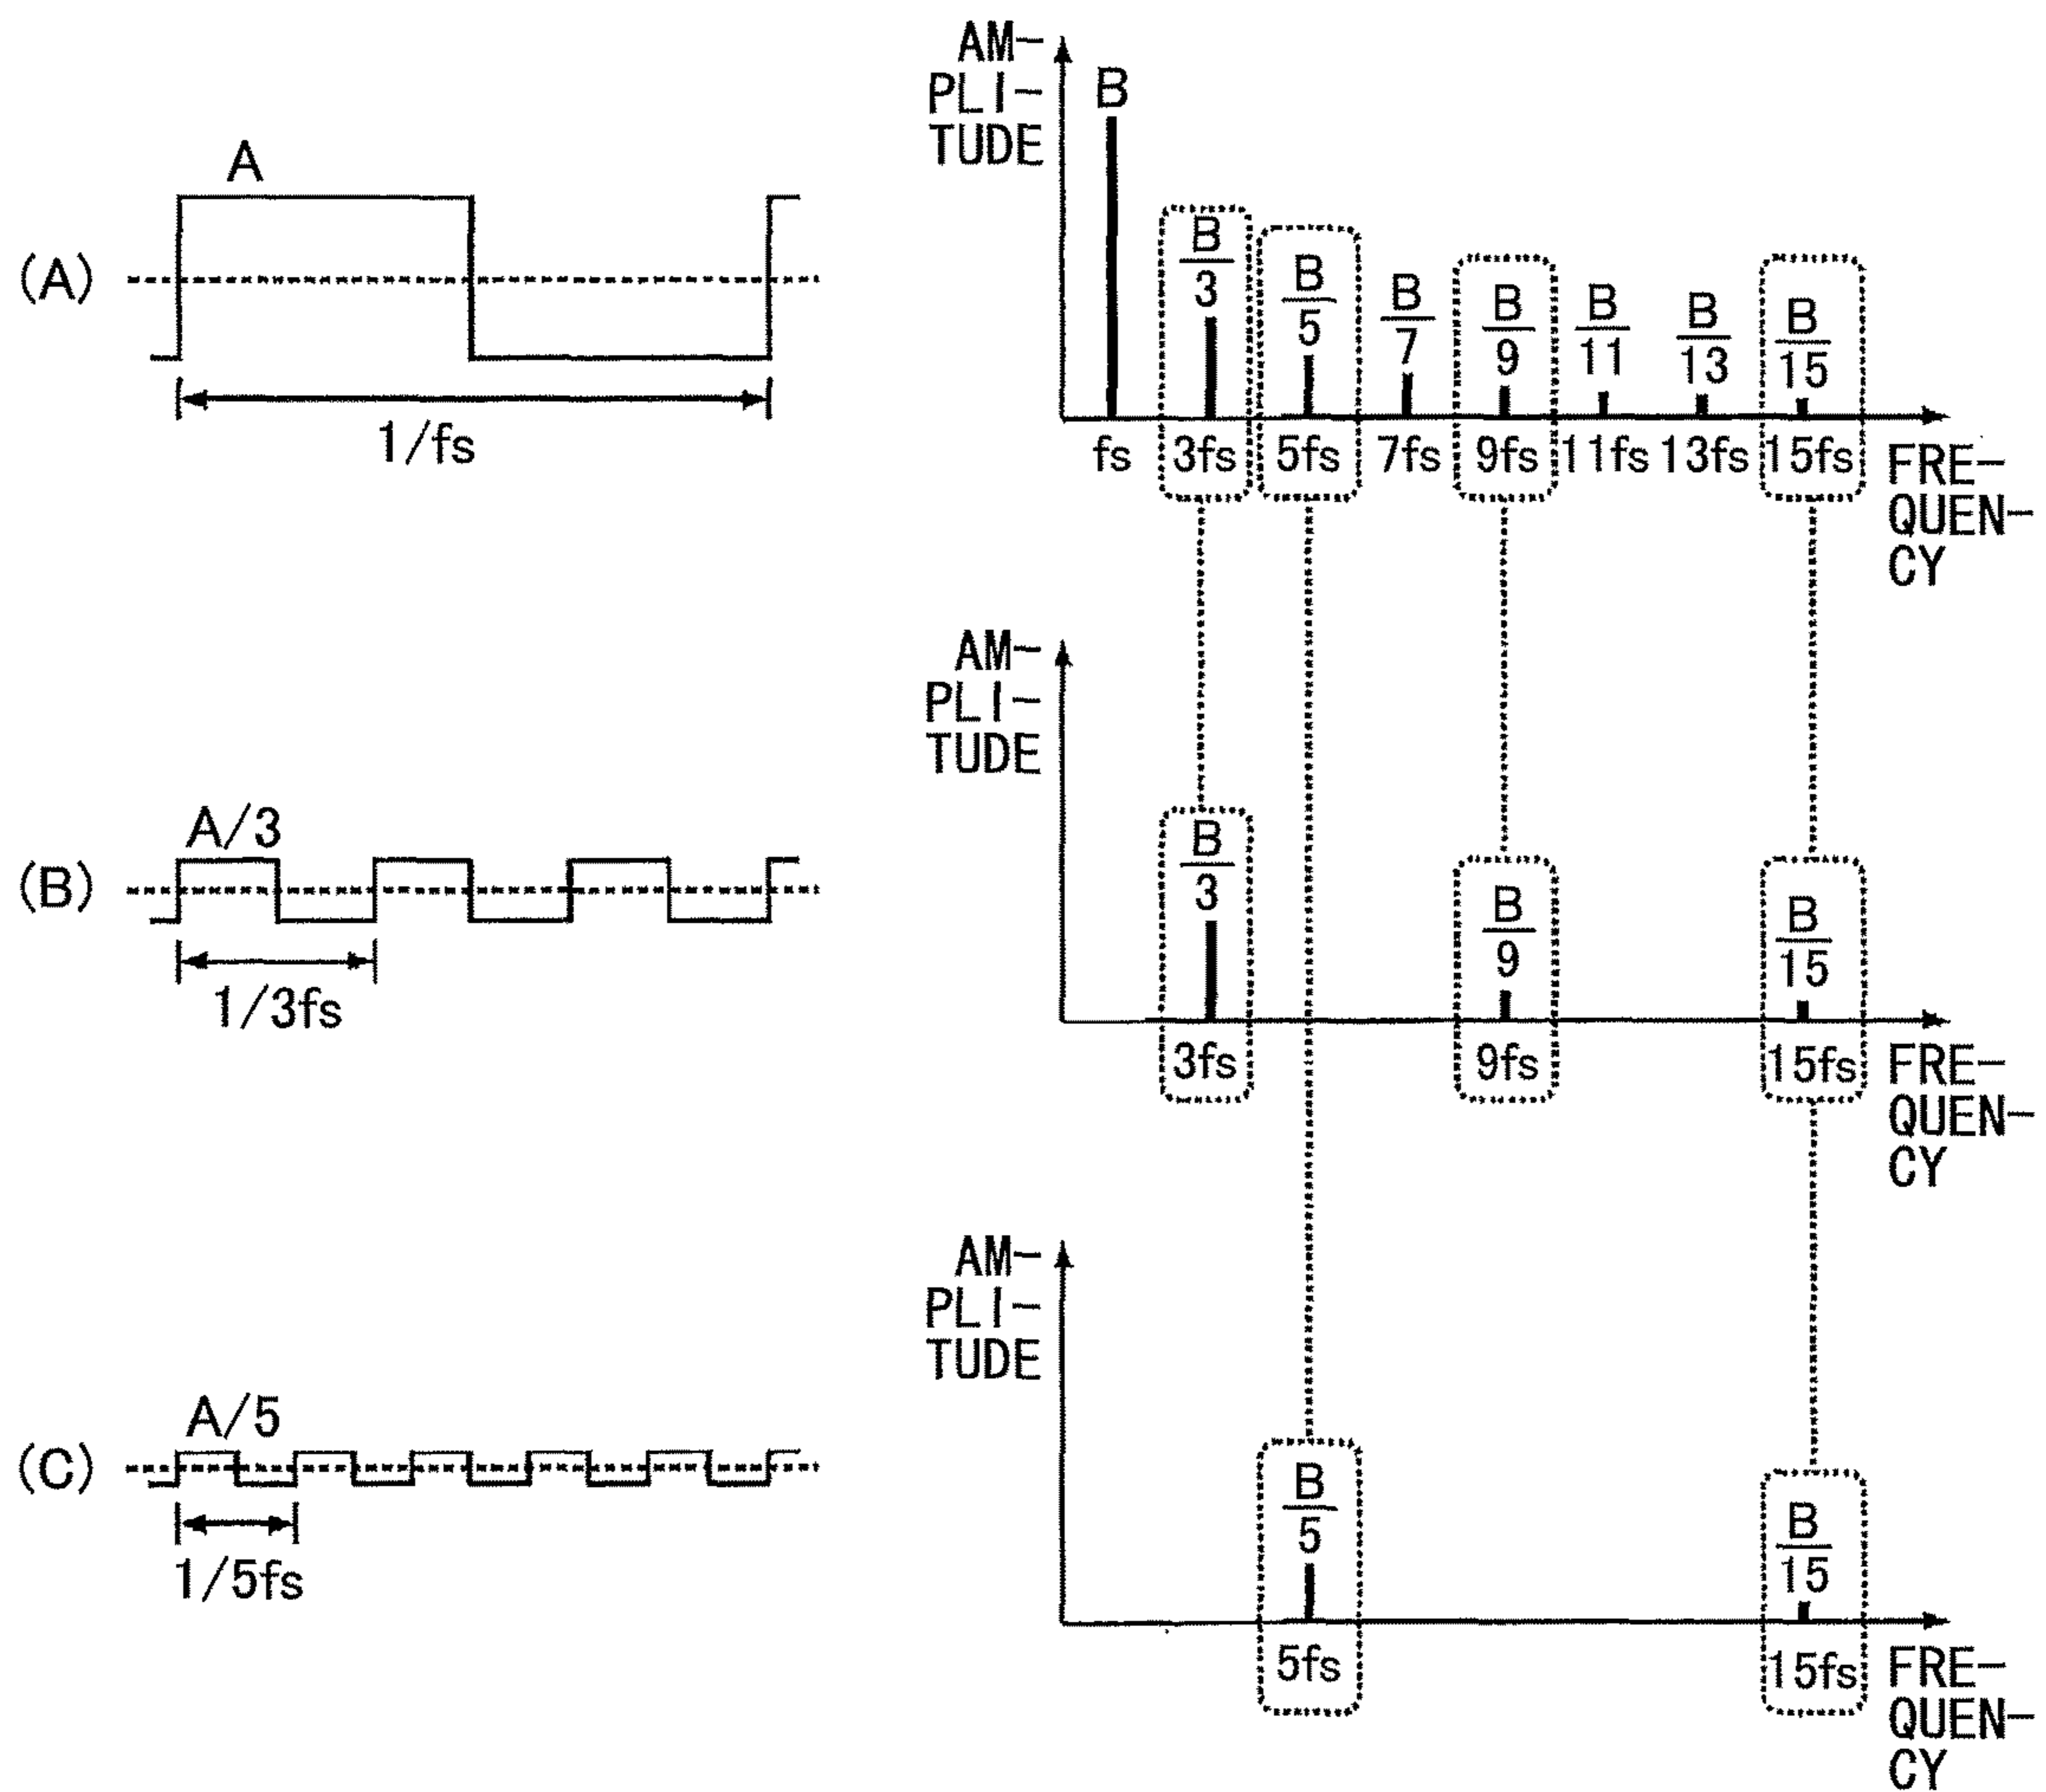 (A)
A
1/fs
AM-
PLI-
TUDE
B
B
3
B
5
B
7
B
9
B
11
B
13
B
15
fs 3fs 5fs 7fs 9fs 11fs 13fs 15fs
FRE-
QUEN-
CY
(B)
A/3
1/3fs
AM-
PLI-
TUDE
B
3
B
9
B
15
3fs 9fs 15fs
FRE-
QUEN-
CY
(C)
A/5
1/5fs
AM-
PLI-
TUDE
B
5
B
15
5fs 15fs
FRE-
QUEN-
CY